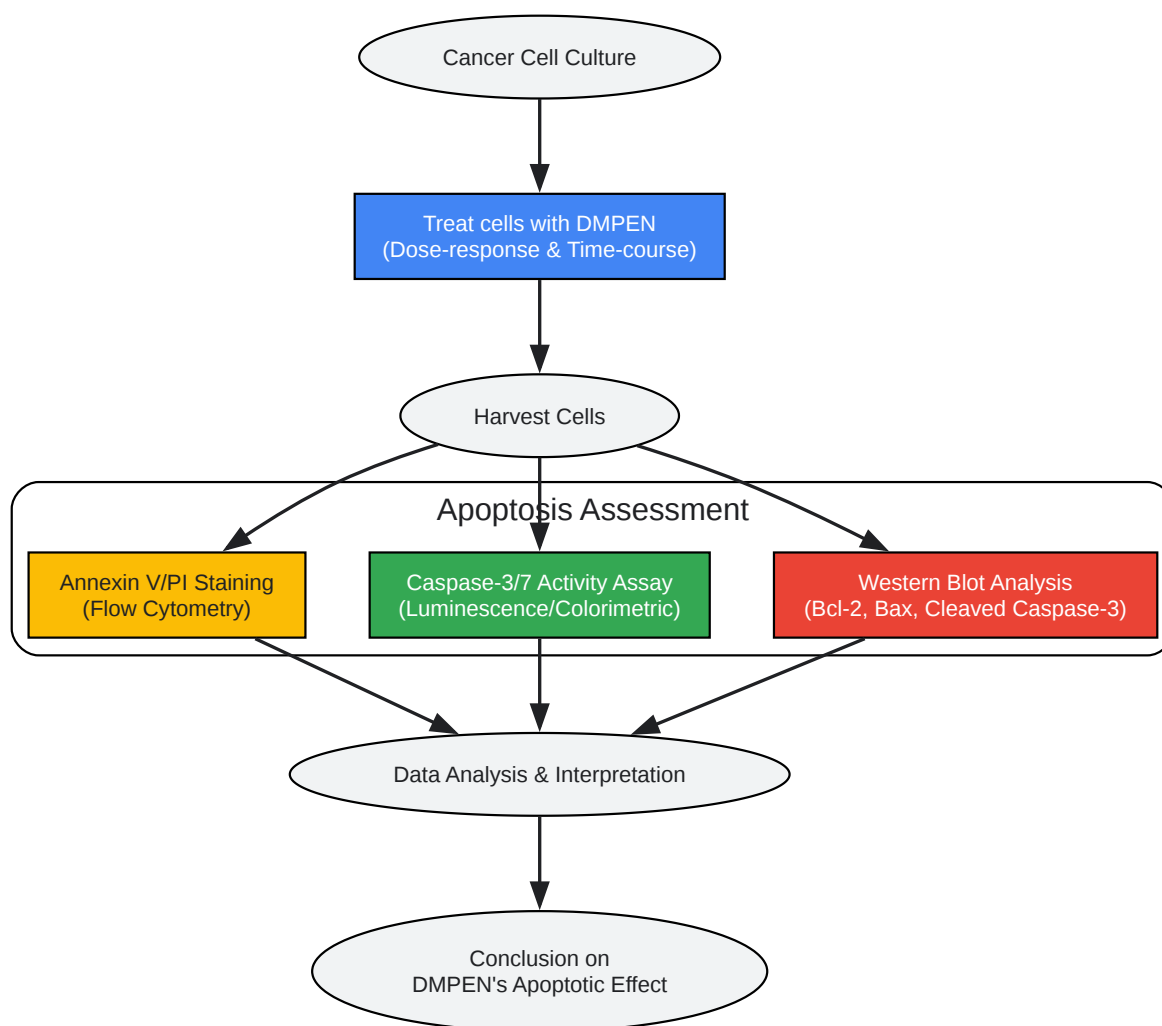 Cancer Cell Culture
Treat cells with DMPEN
(Dose-response & Time-course)
Harvest Cells
Apoptosis Assessment
Annexin V/PI Staining
(Flow Cytometry)
Caspase-3/7 Activity Assay
(Luminescence/Colorimetric)
Western Blot Analysis
(Bcl-2, Bax, Cleaved Caspase-3)
Data Analysis & Interpretation
Conclusion on
DMPEN's Apoptotic Effect